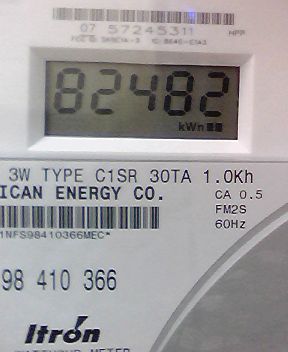 07 57245311
82482
kWh
3W TYPE C1SR 30TA 1.0Kh
ICAN ENERGY CO.
CA 0.5
FM2S
60Hz
1NFS98410366MEC*
98 410 366
Itrón